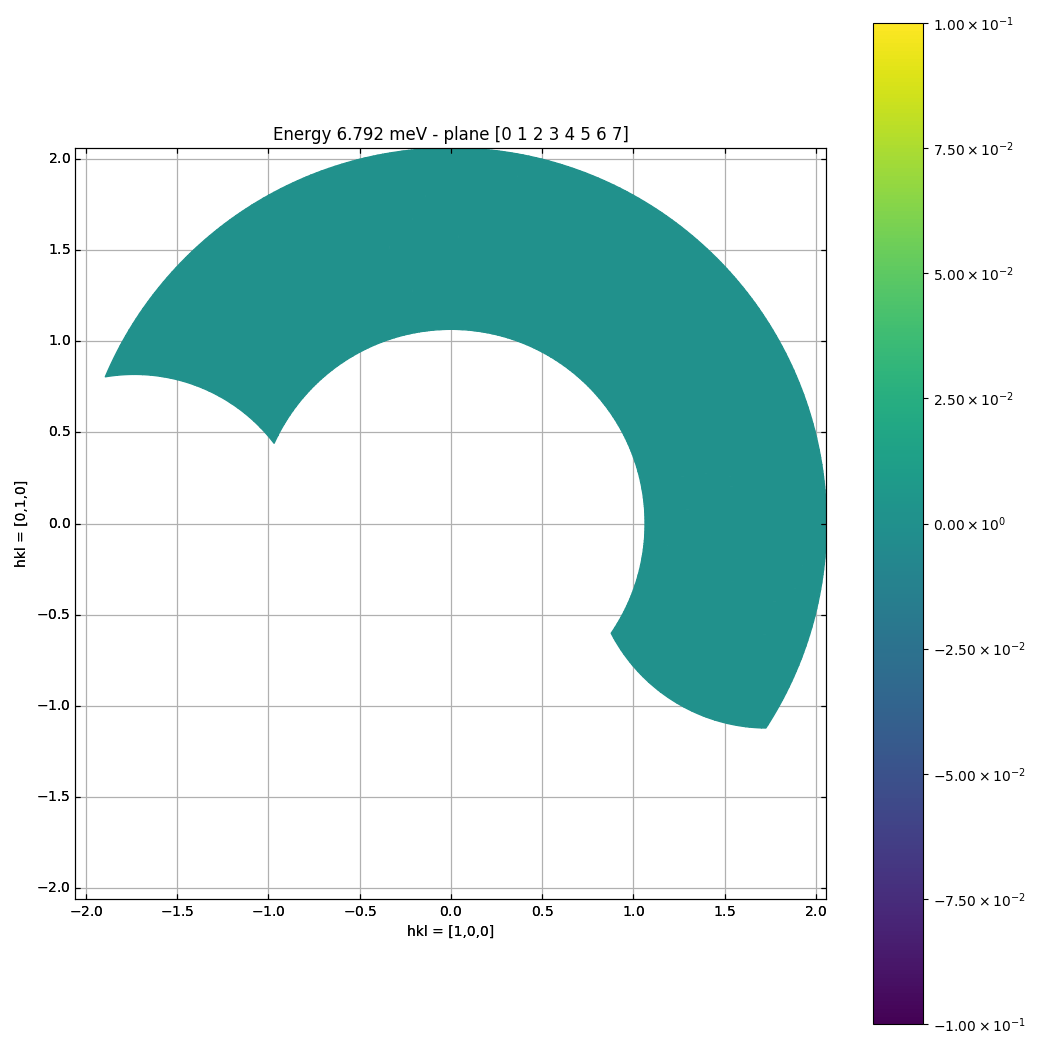 Energy 6.792 meV - plane [0 1 2 3 4 5 6 7]
2.0
1.5
1.0
0.5
0.0
−0.5
−1.0
−1.5
−2.0
hkl = [0,1,0]
−2.0 −1.5 −1.0 −0.5 0.0 0.5 1.0 1.5 2.0
hkl = [1,0,0]
1.00 × 10⁻¹
7.50 × 10⁻²
5.00 × 10⁻²
2.50 × 10⁻²
0.00 × 10⁰
−2.50 × 10⁻²
−5.00 × 10⁻²
−7.50 × 10⁻²
−1.00 × 10⁻¹